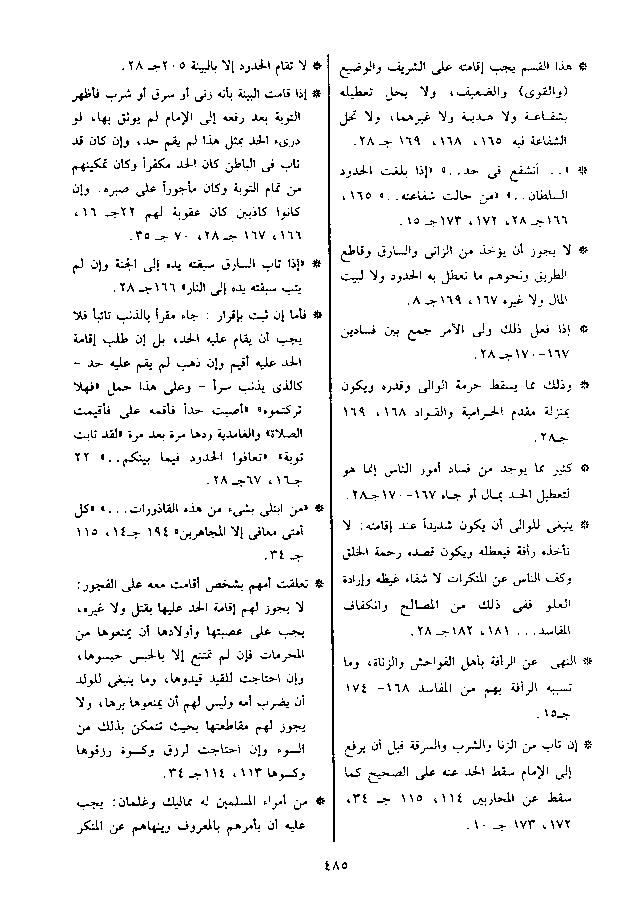 * هذا القسم يجب إقامته على الشريف والوضيع
(والقوى) والضعيف، ولا يحل تعطيله
بشفاعة ولا هدية ولا غيرهما، ولا تحل
الشفاعة فيه ١٦٥، ١٦٨، ١٦٩ جـ ٢٨.
* «.. أتشفع فى حد..» «إذا بلغت الحدود
السلطان..» «من حالت شفاعته..» ١٦٥،
١٦٦ جـ ٢٨، ١٧٢، ١٧٣ جـ ١٥.
* لا يجوز أن يؤخذ من الزانى والسارق وقاطع
الطريق ونحوهم ما تعطل به الحدود ولا لبيت
المال ولا غيره ١٦٧، ١٦٩ جـ ٨.
* إذا فعل ذلك ولى الأمر جمع بين فسادين
١٦٧-١٧٠ جـ ٢٨.
* وذلك مما يسقط حرمة الوالى وقدره ويكون
بمنزلة مقدم الحرامية والقواد ١٦٨، ١٦٩
جـ ٢٨.
* كثير مما يوجد من فساد أمور الناس إنما هو
لتعطيل الحد بمال أو جاه ١٦٧-١٧٠ جـ ٢٨.
* ينبغى للوالى أن يكون شديداً عند إقامته: لا
تأخذه رأفة فيعطله ويكون قصده رحمة الخلق
وكف الناس عن المنكرات لا شفاء غيظه وإرادة
العلو ففى ذلك من المصالح وانكفاف
المفاسد... ١٨١، ١٨٢ جـ ٢٨.
* النهى عن الرأفة بأهل الفواحش والزناة، وما
تسببه الرأفة بهم من المفاسد ١٦٨- ١٧٤
جـ ١٥.
* إن تاب من الزنا والشرب والسرقة قبل أن يرفع
إلى الإمام سقط الحد عنه على الصحيح كما
سقط عن المحاربين ١١٤، ١١٥ جـ ٣٤،
١٧٢، ١٧٣ جـ ١٠.
* لا تقام الحدود إلا بالبينة ٢٠٥ جـ ٢٨.
* إذا قامت البينة بأنه زنى أو سرق أو شرب فأظهر
التوبة بعد رفعه إلى الإمام لم يوثق بها، فلو
درىء الحد بمثل هذا لم يقم حد، وإن كان قد
تاب فى الباطن كان الحد مكفراً وكان تمكينهم
من تمام التوبة وكان مأجوراً على صبره. وإن
كانوا كاذبين كان عقوبة لهم ٢٢ جـ ١٦،
١٦٦، ١٦٧ جـ ٢٨، ٧٠ جـ ٣٥.
* «إذا تاب السارق سبقته يده إلى الجنة وإن لم
يتب سبقته يده إلى النار» ١٦٦ جـ ٢٨.
* فأما إن ثبت بإقرار: جاء مقراً بالذنب تائباً فلا
يجب أن يقام عليه الحد، بل إن طلب إقامة
الحد عليه أقيم وإن ذهب لم يقم عليه حد -
كالذى يذنب سراً - وعلى هذا حمل «فهلا
تركتموه» «أصبت حداً فأقمه على فأقيمت
الصلاة» والغامدية ردها مرة بعد مرة «لقد تابت
توبة» «تعافوا الحدود فيما بينكم..» ٢٢
جـ ١٦، ٦٧ جـ ٢٨.
* «من ابتلى بشىء من هذه القاذورات...» «كل
أمتى معافى إلا المجاهرين» ١٩٤ جـ ١٤، ١١٥
جـ ٣٤.
* تعلقت أمهم بشخص أقامت معه على الفجور:
لا يجوز لهم إقامة الحد عليها بقتل ولا غيره،
يجب على عصبتها وأولادها أن يمنعوها من
المحرمات فإن لم تمتنع إلا بالحبس حبسوها،
وإن احتاجت للقيد قيدوها، وما ينبغى للولد
أن يضرب أمه وليس لهم أن يمنعوها برها، ولا
يجوز لهم مقاطعتها بحيث تتمكن بذلك من
السوء وإن احتاجت لرزق وكسوة رزقوها
وكسوها ١١٣، ١١٤ جـ ٣٤.
* من أمراء المسلمين له مماليك وغلمان: يجب
عليه أن يأمرهم بالمعروف وينهاهم عن المنكر
٤٨٥